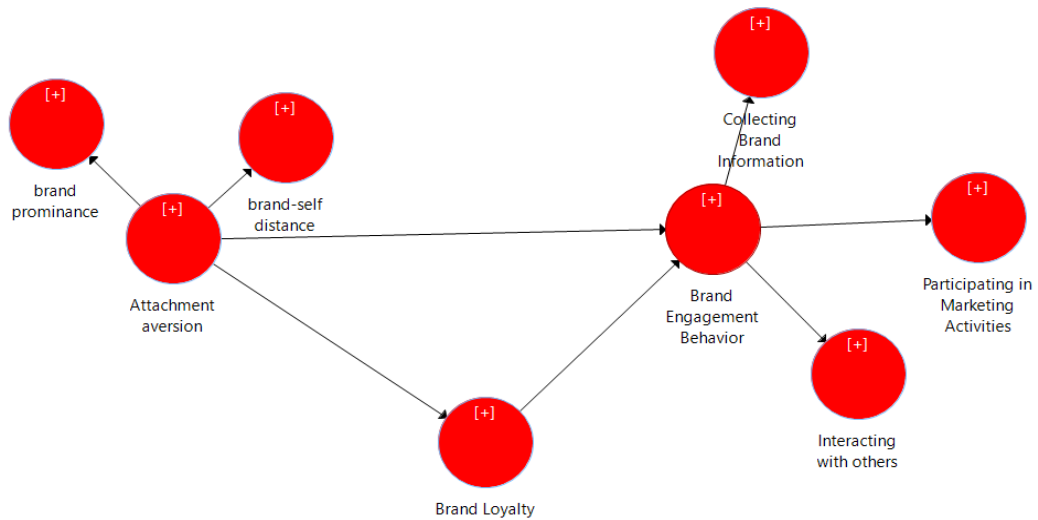 [+]
brand
prominance
[+]
brand-self
distance
[+]
Attachment
aversion
[+]
Brand Loyalty
[+]
Brand
Engagement
Behavior
[+]
Collecting
Brand
Information
[+]
Participating in
Marketing
Activities
[+]
Interacting
with others